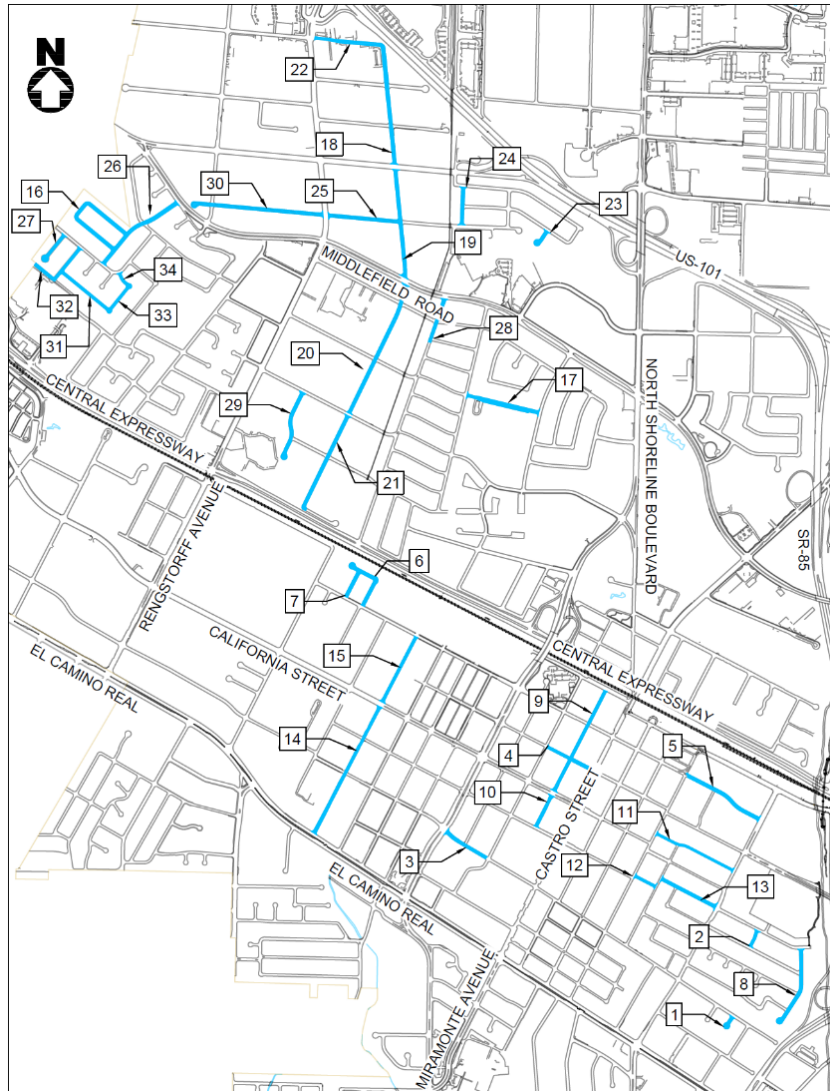 N
22
18
24
26
16
30
25
23
27
US-101
19
34
MIDDLEFIELD ROAD
32
33
31
28
20
NORTH SHORELINE BOULEVARD
17
CENTRAL EXPRESSWAY
29
21
SR-85
RENGSTORFF AVENUE
6
7
CALIFORNIA STREET
EL CAMINO REAL
15
CENTRAL EXPRESSWAY
9
14
4
5
10
CASTRO STREET
11
3
12
EL CAMINO REAL
13
2
8
MIRAMONTE AVENUE
1